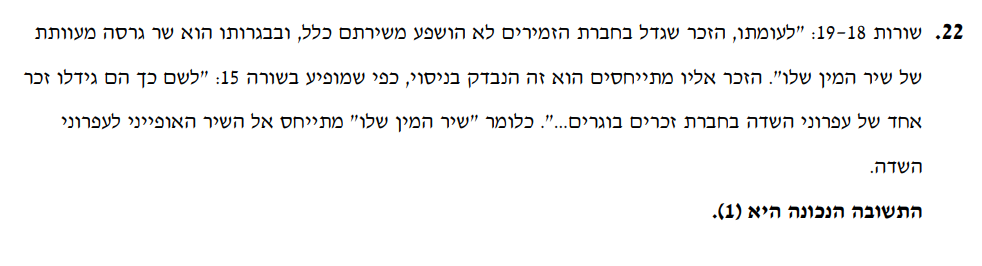 22. שורות 18-19: "לעומתו, הזכר שגדל בחברת הזמירים לא הושפע משירתם כלל, ובבגרותו הוא שר גרסה מעוותת
של שיר המין שלו". הזכר אליו מתייחסים הוא זה הנבדק בניסוי, כפי שמופיע בשורה 15: "לשם כך הם גידלו זכר
אחד של עפרוני השדה בחברת זכרים בוגרים...". כלומר "שיר המין שלו" מתייחס אל השיר האופייני לעפרוני
השדה.
התשובה הנכונה היא (1).